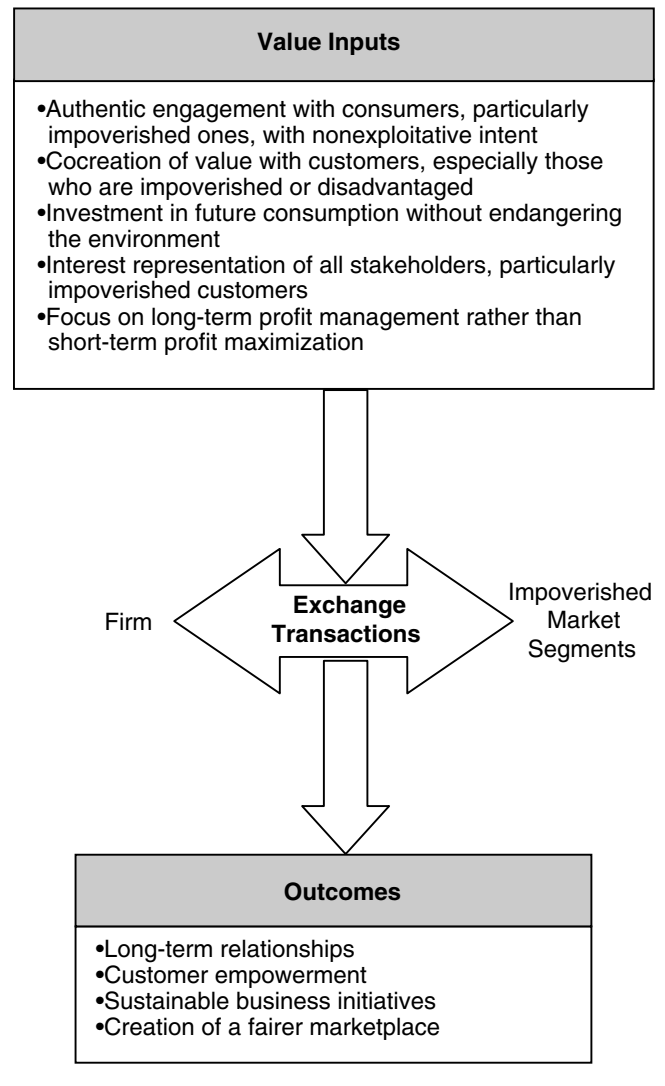 Value Inputs
•Authentic engagement with consumers, particularly
impoverished ones, with nonexploitative intent
•Cocreation of value with customers, especially those
who are impoverished or disadvantaged
•Investment in future consumption without endangering
the environment
•Interest representation of all stakeholders, particularly
impoverished customers
•Focus on long-term profit management rather than
short-term profit maximization
Firm
Exchange
Transactions
Impoverished
Market
Segments
Outcomes
•Long-term relationships
•Customer empowerment
•Sustainable business initiatives
•Creation of a fairer marketplace